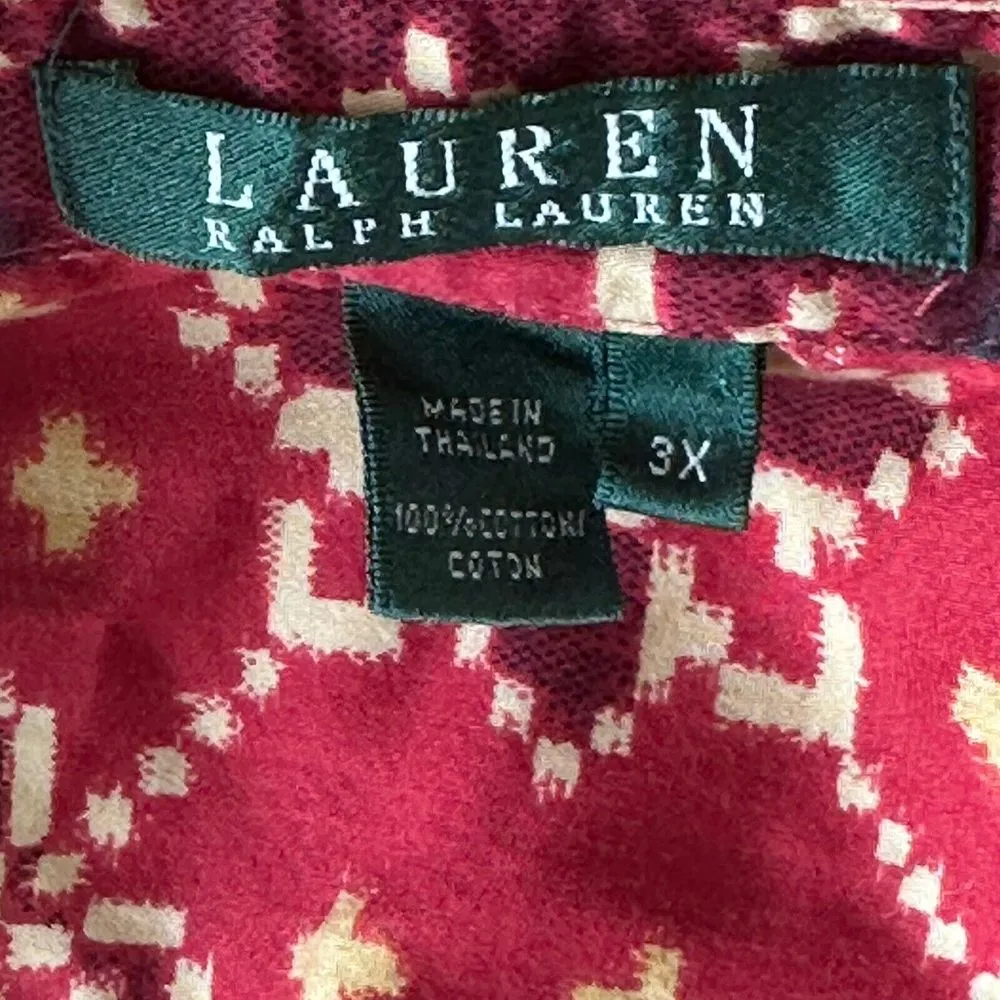 LAUREN
RALPH LAUREN
MADE IN
THAILAND
100% COTTON/
COTON
3X